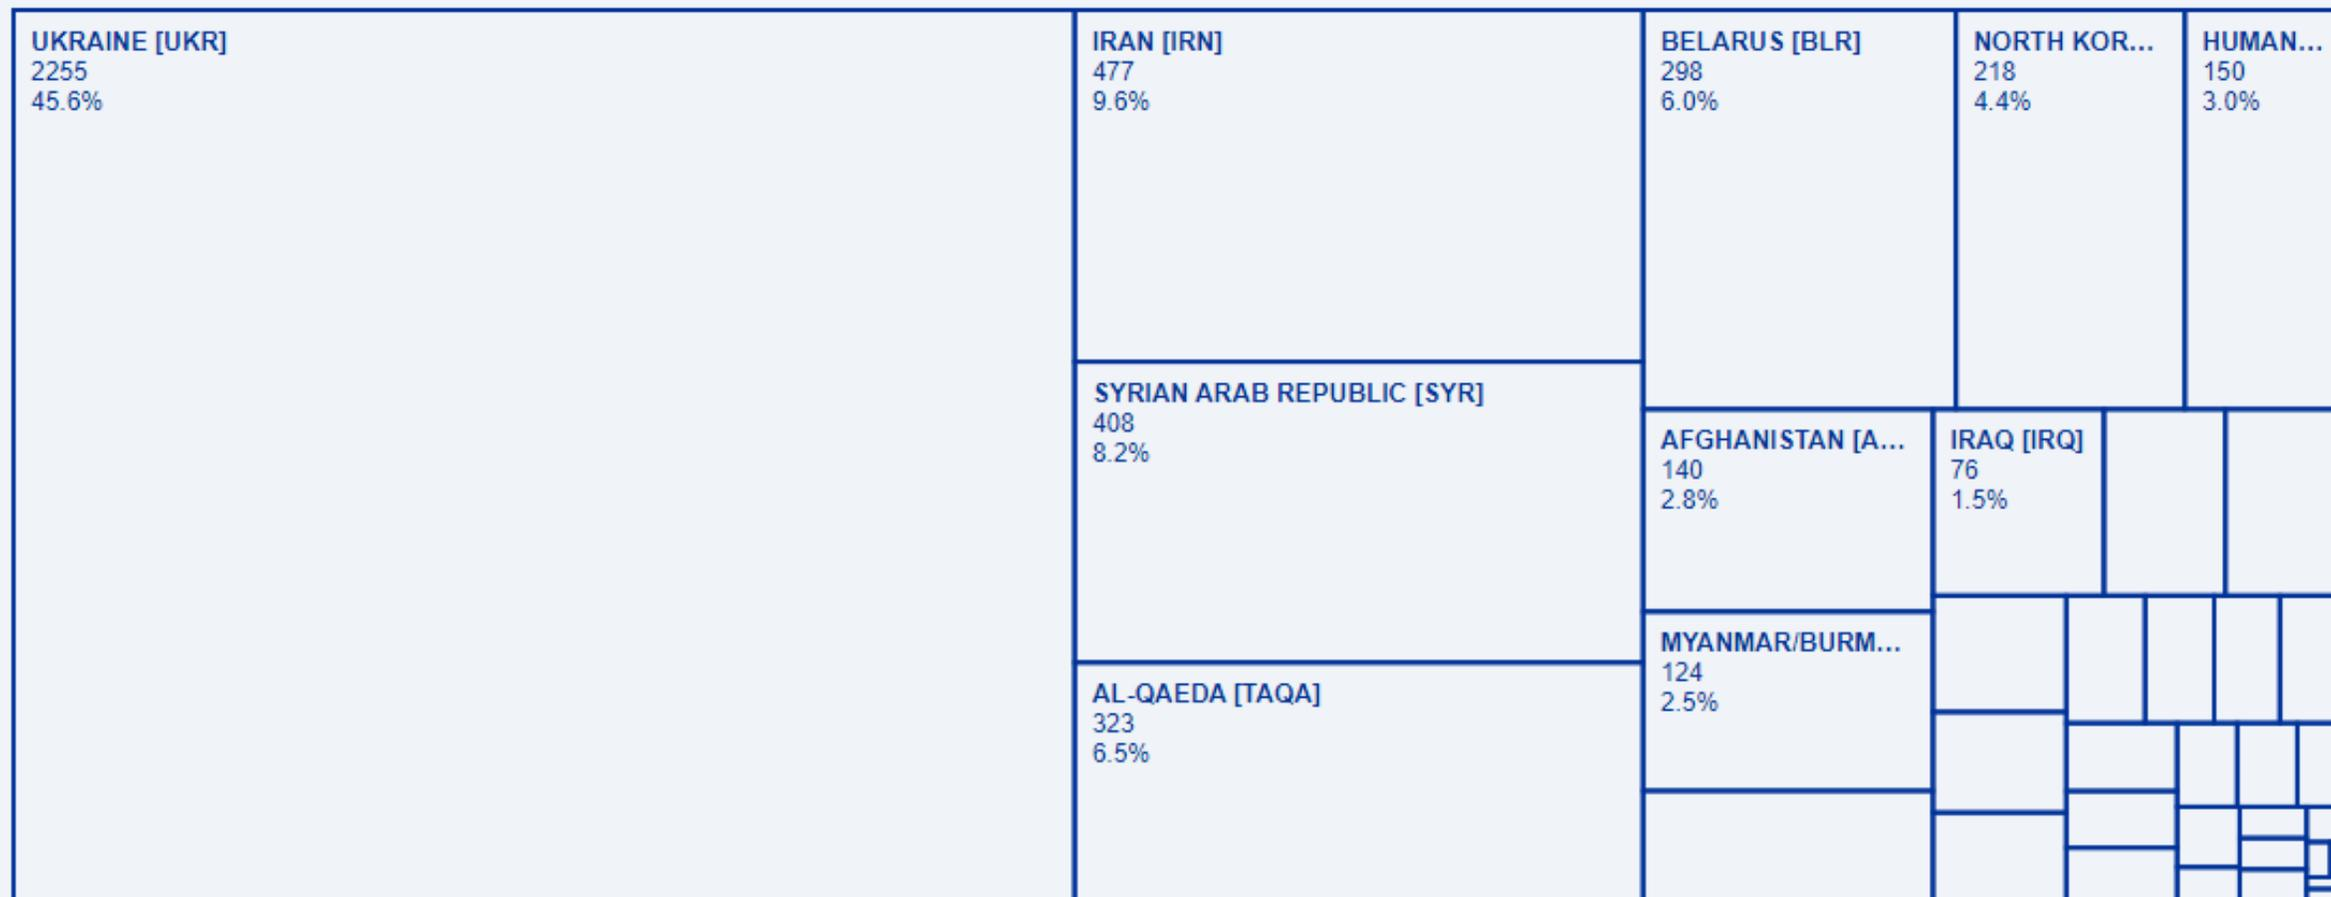 UKRAINE [UKR]
2255
45.6%
IRAN [IRN]
477
9.6%
SYRIAN ARAB REPUBLIC [SYR]
408
8.2%
AL-QAEDA [TAQA]
323
6.5%
BELARUS [BLR]
298
6.0%
NORTH KOR...
218
4.4%
HUMAN...
150
3.0%
AFGHANISTAN [A...
140
2.8%
IRAQ [IRQ]
76
1.5%
MYANMAR/BURM...
124
2.5%